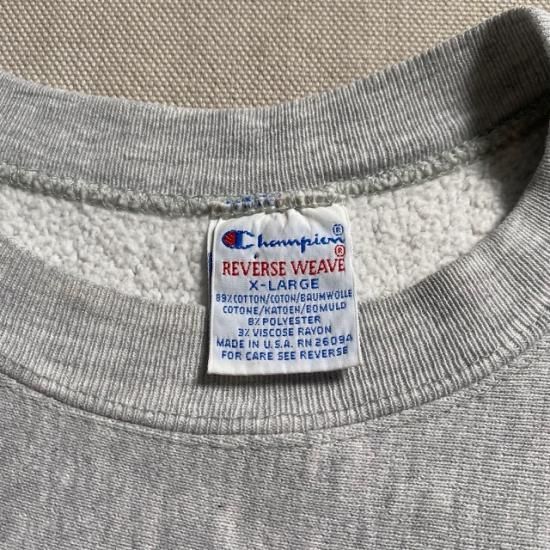 Champion®
REVERSE WEAVE®
X-LARGE
89% COTTON/COTON/BAUMWOLLE
COTONE/KATOEN/BOMULD
8% POLYESTER
3% VISCOSE RAYON
MADE IN U.S.A. RN 26094
FOR CARE SEE REVERSE